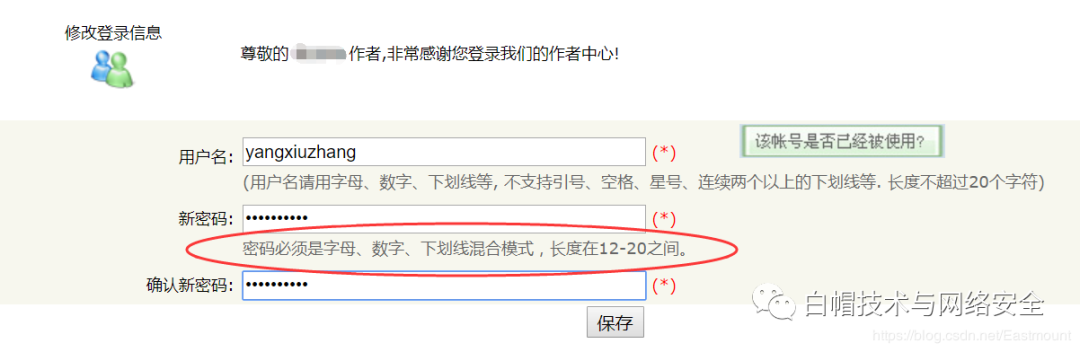 修改登录信息
尊敬的 作者,非常感谢您登录我们的作者中心!
用户名: yangxiuzhang (*) 该帐号是否已经被使用?
(用户名请用字母、数字、下划线等, 不支持引号、空格、星号、连续两个以上的下划线等. 长度不超过20个字符)
新密码: •••••••••• (*)
密码必须是字母、数字、下划线混合模式，长度在12-20之间。
确认新密码: •••••••••• (*)
保存
白帽技术与网络安全
https://blog.csdn.net/Eastmount